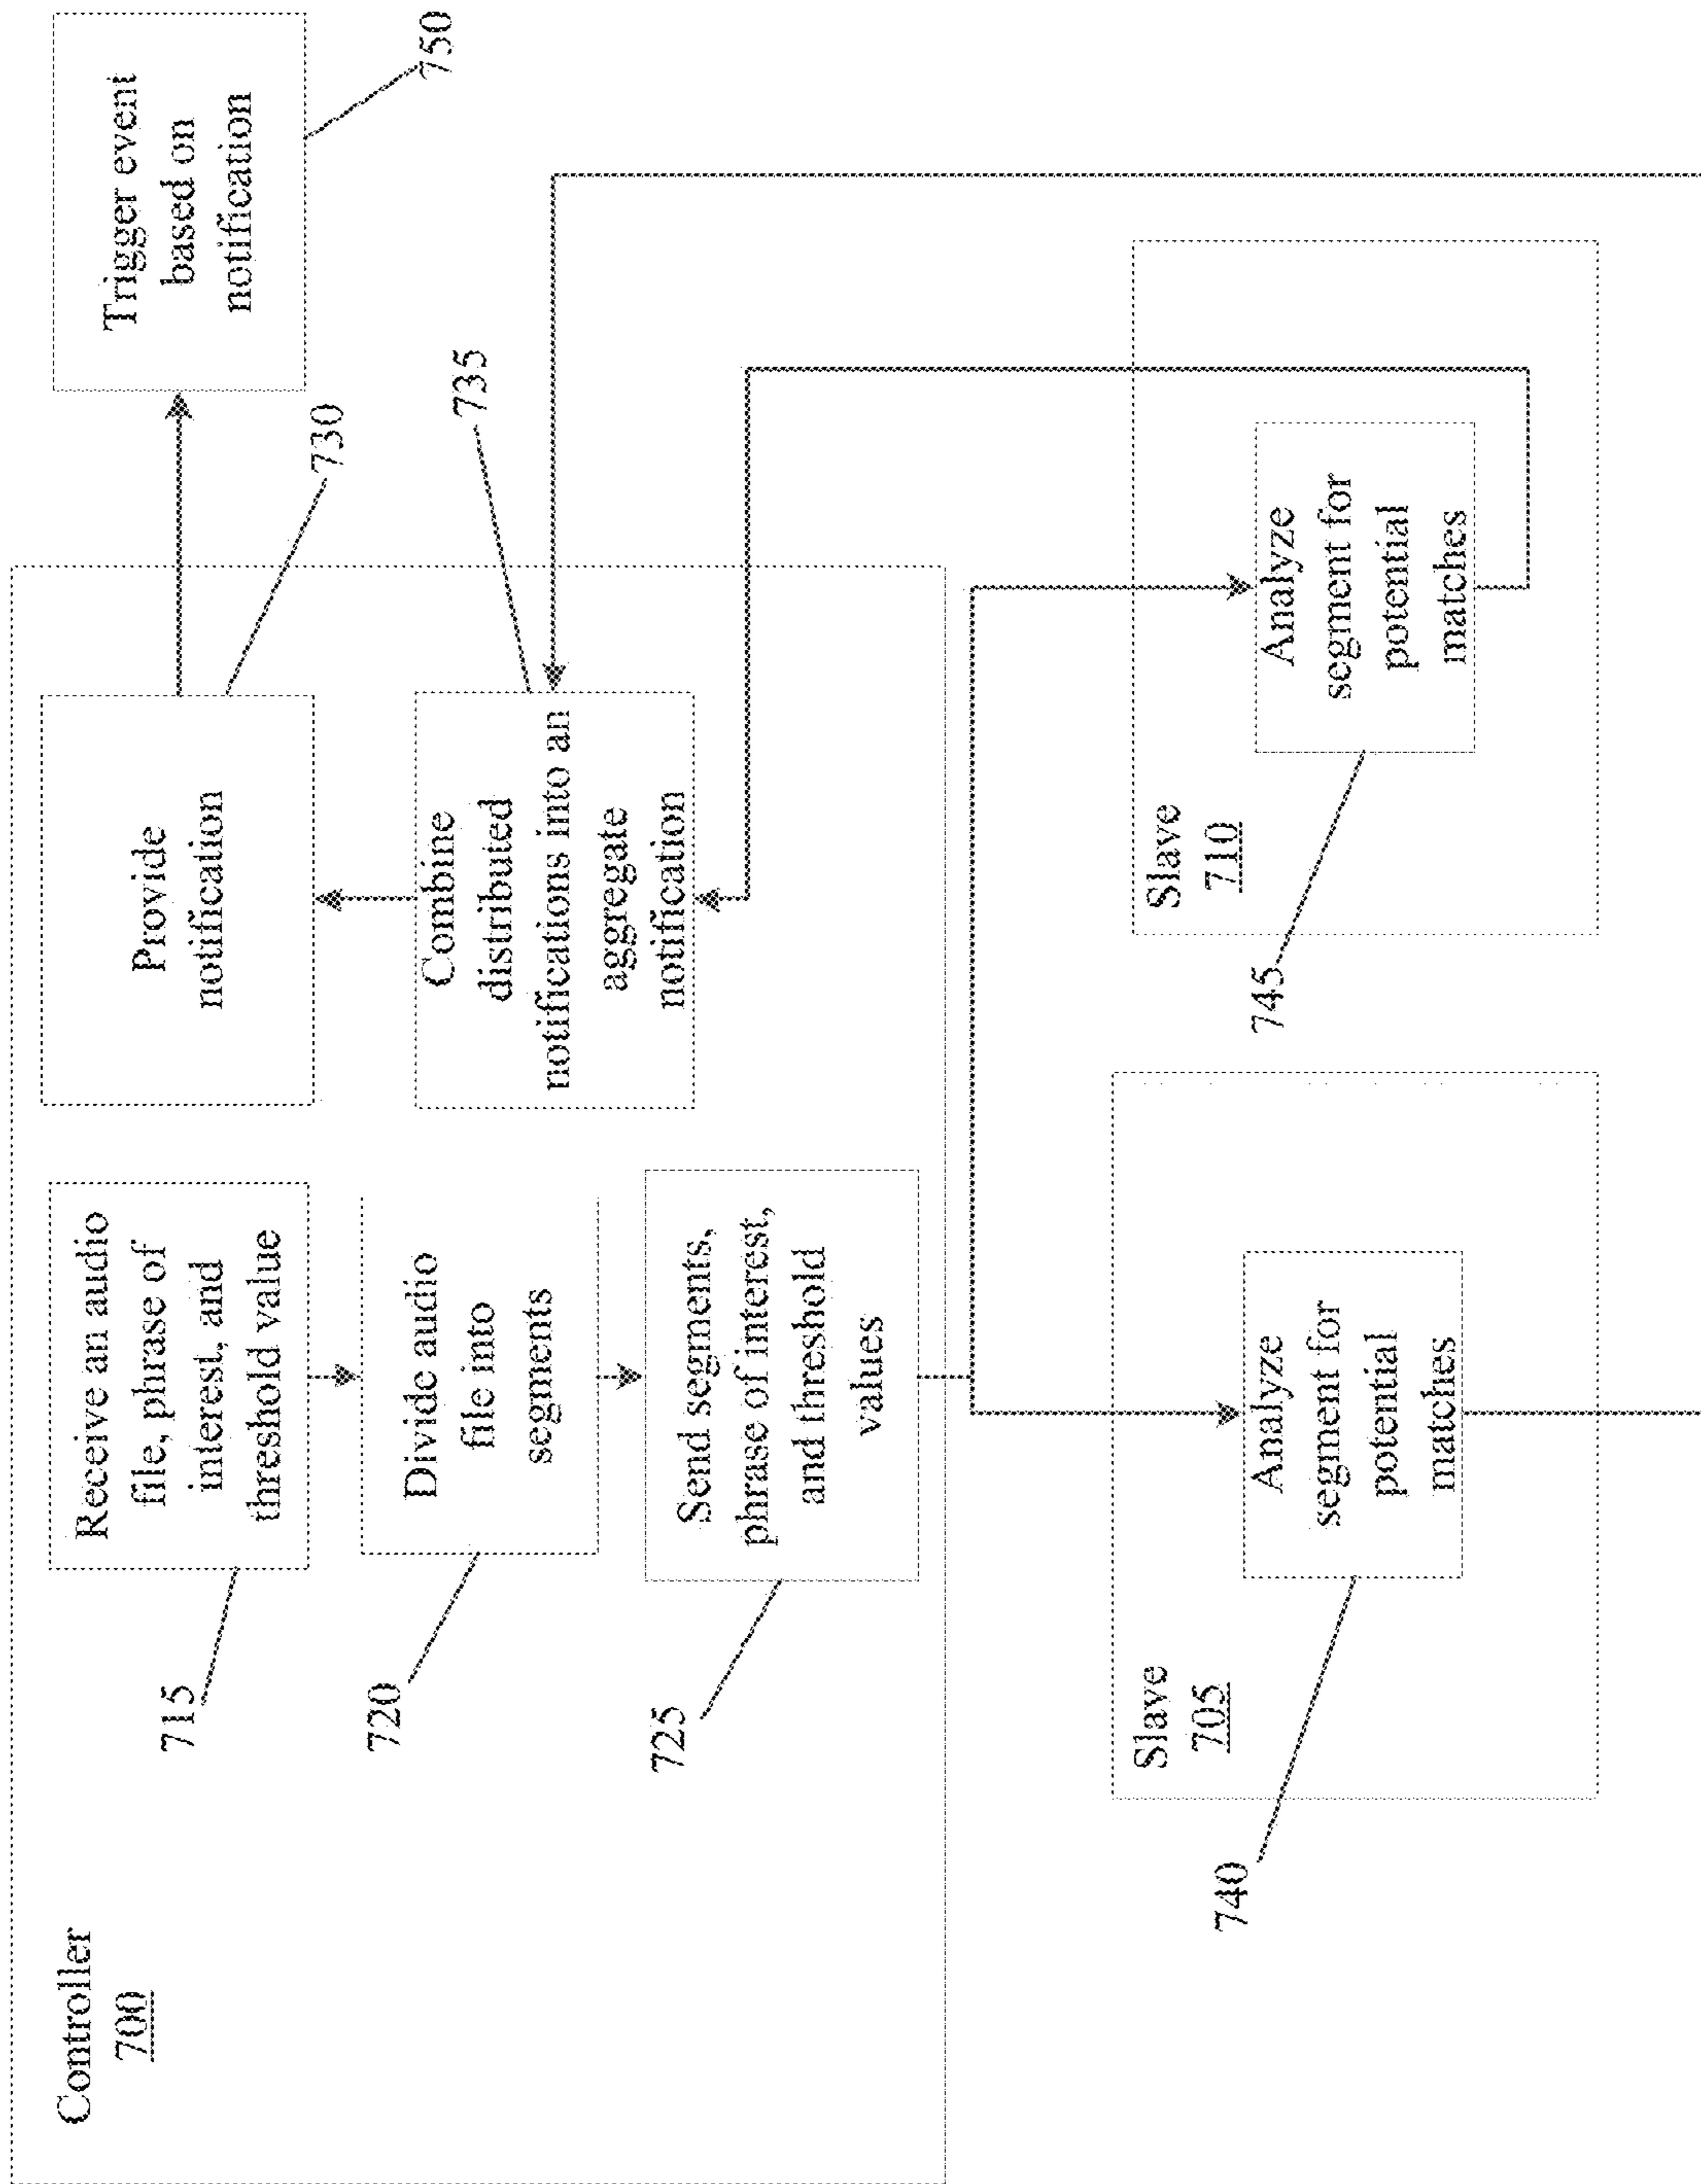 Controller
700
715
Receive an audio
file, phrase of
interest, and
threshold value
720
Divide audio
file into
segments
725
Send segments,
phrase of interest,
and threshold
values
Provide
notification
730
Combine
distributed
notifications into an
aggregate
notification
735
Trigger event
based on
notification
750
Slave
705
Analyze
segment for
potential
matches
740
Slave
710
Analyze
segment for
potential
matches
745